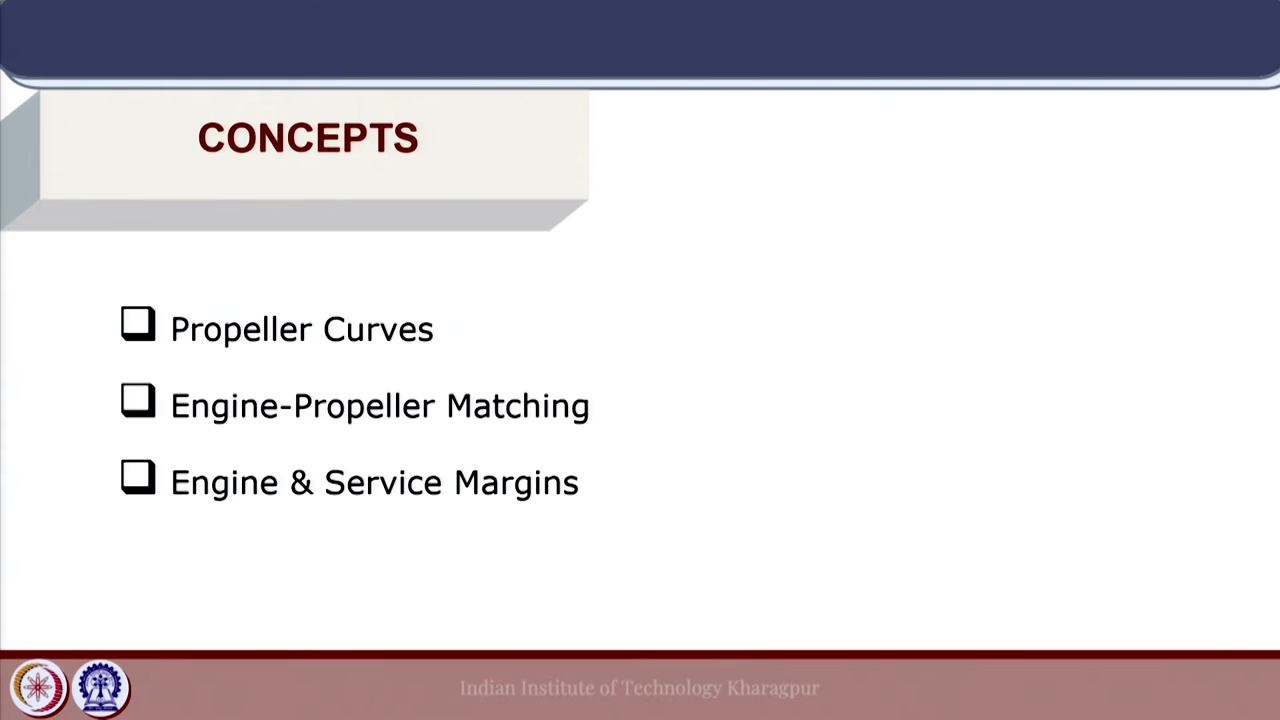 CONCEPTS
Propeller Curves
Engine-Propeller Matching
Engine & Service Margins
Indian Institute of Technology Kharagpur